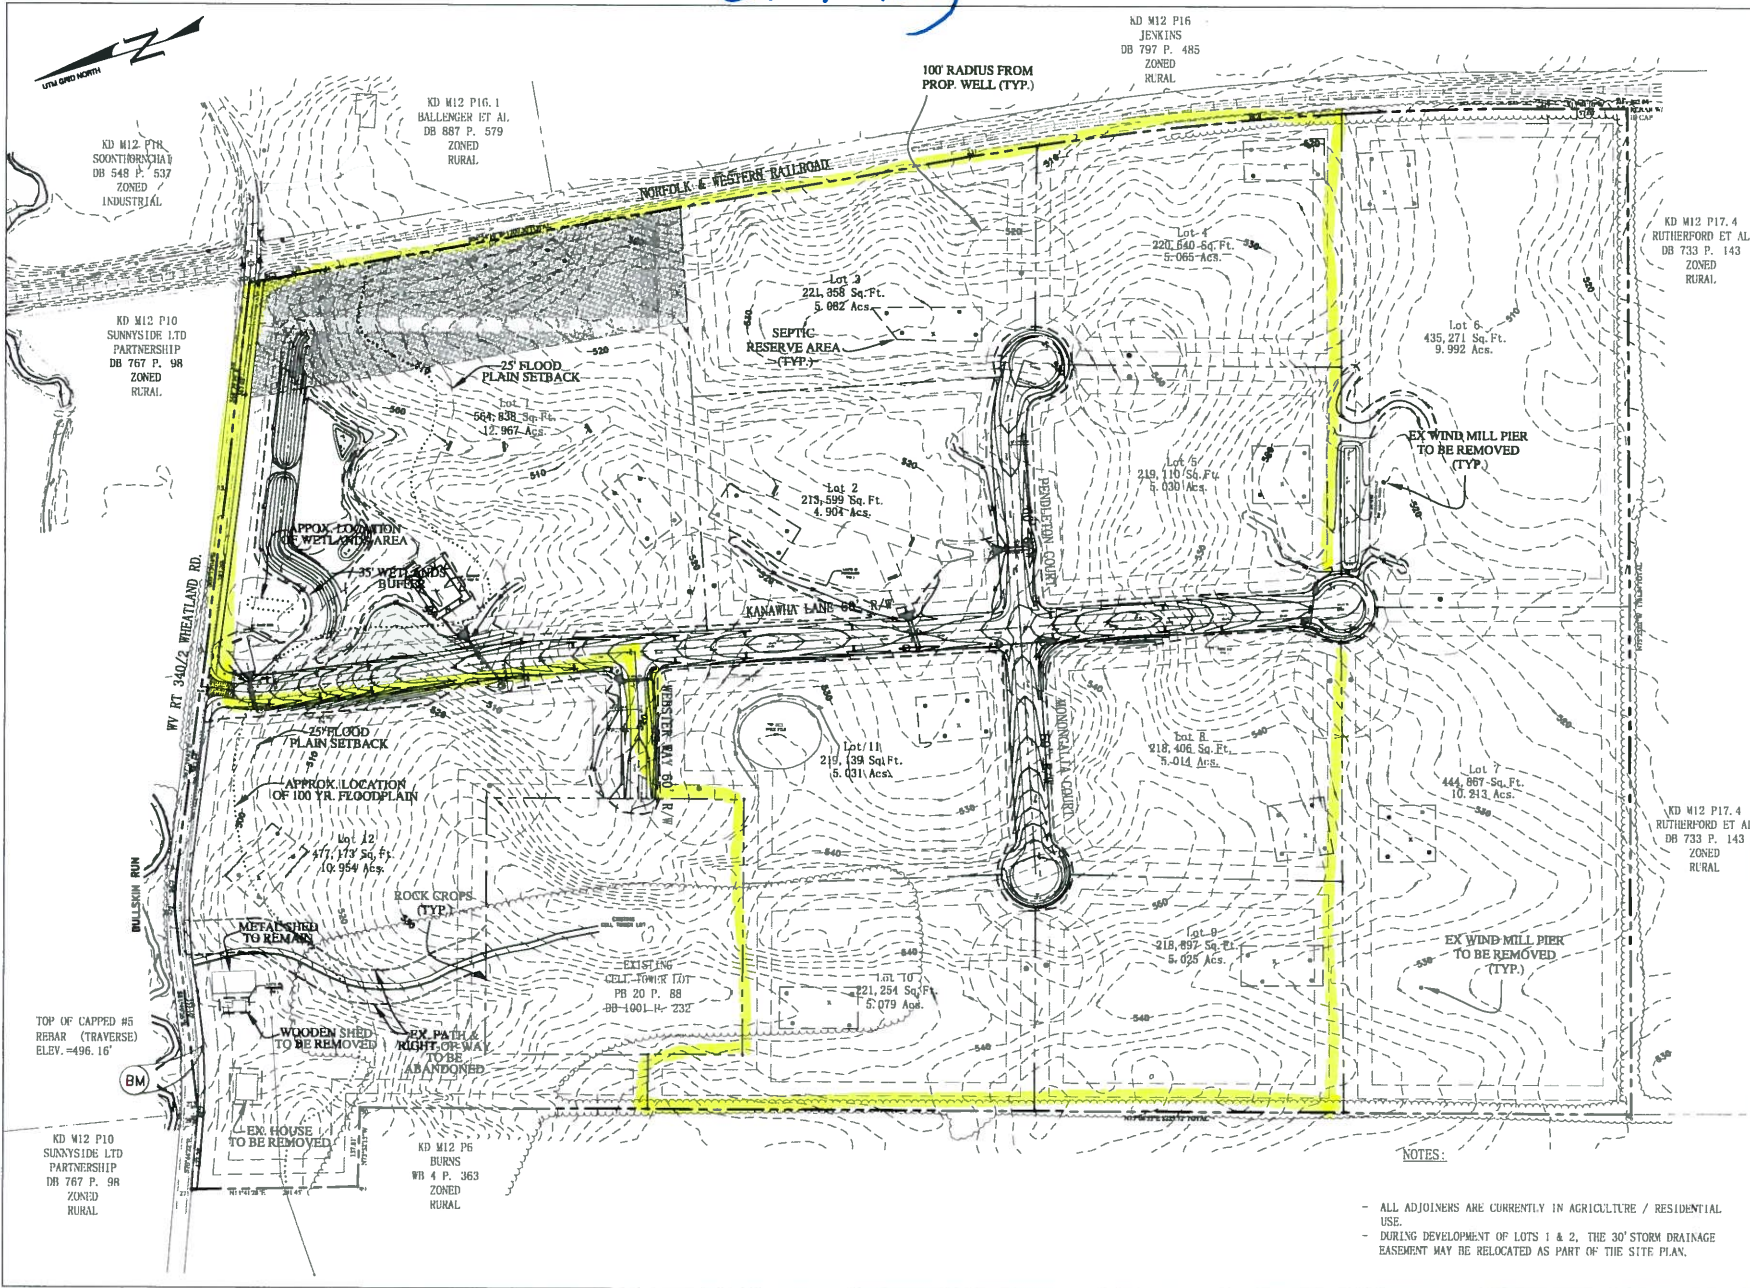 UTM GRID NORTH
KD M12 P16
JENKINS
DB 797 P. 485
ZONED
RURAL
100' RADIUS FROM
PROP. WELL (TYP.)
KD M12 P16.1
BALLENGER ET AL
DB 887 P. 579
ZONED
RURAL
SOONTHORNCHAI
DB 548 P. 537
ZONED
INDUSTRIAL
NORFOLK & WESTERN RAILROAD
KD M12 P17.4
RUTHERFORD ET AL
DB 733 P. 143
ZONED
RURAL
KD M12 P10
SUNNYSIDE LTD
PARTNERSHIP
DB 767 P. 98
ZONED
RURAL
Lot 4
220,640 Sq.Ft.
5.065 Acs.
Lot 3
221,358 Sq.Ft.
5.082 Acs.
SEPTIC
RESERVE AREA
(TYP.)
Lot 6
435,271 Sq.Ft.
9.992 Acs.
25' FLOOD
PLAIN SETBACK
Lot 1
564,838 Sq.Ft.
12.967 Acs.
EX WIND MILL PIER
TO BE REMOVED
(TYP.)
Lot 5
219,110 Sq.Ft.
5.030 Acs.
Lot 2
213,599 Sq.Ft.
4.904 Acs.
APPOX. LOCATION
OF WETLANDS AREA
35' WETLANDS
BUFFER
PENDLETON COURT
KANAWHA LANE 60' R/W
WV RT 340/2 WHEATLAND RD.
WEBSTER WAY 60' R/W
MONONGALIA COURT
25' FLOOD
PLAIN SETBACK
APPROX. LOCATION
OF 100 YR. FLOODPLAIN
Lot 11
219,139 Sq.Ft.
5.031 Acs.
Lot 8
218,406 Sq.Ft.
5.014 Acs.
Lot 7
444,867 Sq.Ft.
10.213 Acs.
KD M12 P17.4
RUTHERFORD ET AL
DB 733 P. 143
ZONED
RURAL
Lot 12
477,173 Sq.Ft.
10.954 Acs.
BULLSKIN RUN
ROCK CROPS
(TYP.)
METAL SHED
TO REMAIN
EXISTING
CELL TOWER LOT
PB 20 P. 88
DB 1001 P. 232
Lot 9
218,897 Sq.Ft.
5.025 Acs.
Lot 10
221,254 Sq.Ft.
5.079 Acs.
EX WIND MILL PIER
TO BE REMOVED
(TYP.)
TOP OF CAPPED #5
REBAR (TRAVERSE)
ELEV.=496.16'
BM
WOODEN SHED
TO BE REMOVED
EX. PATH &
RIGHT-OF-WAY
TO BE
ABANDONED
EX. HOUSE
TO BE REMOVED
KD M12 P10
SUNNYSIDE LTD
PARTNERSHIP
DB 767 P. 98
ZONED
RURAL
KD M12 P6
BURNS
WB 4 P. 363
ZONED
RURAL
NOTES:
- ALL ADJOINERS ARE CURRENTLY IN AGRICULTURE / RESIDENTIAL
USE.
- DURING DEVELOPMENT OF LOTS 1 & 2, THE 30' STORM DRAINAGE
EASEMENT MAY BE RELOCATED AS PART OF THE SITE PLAN.